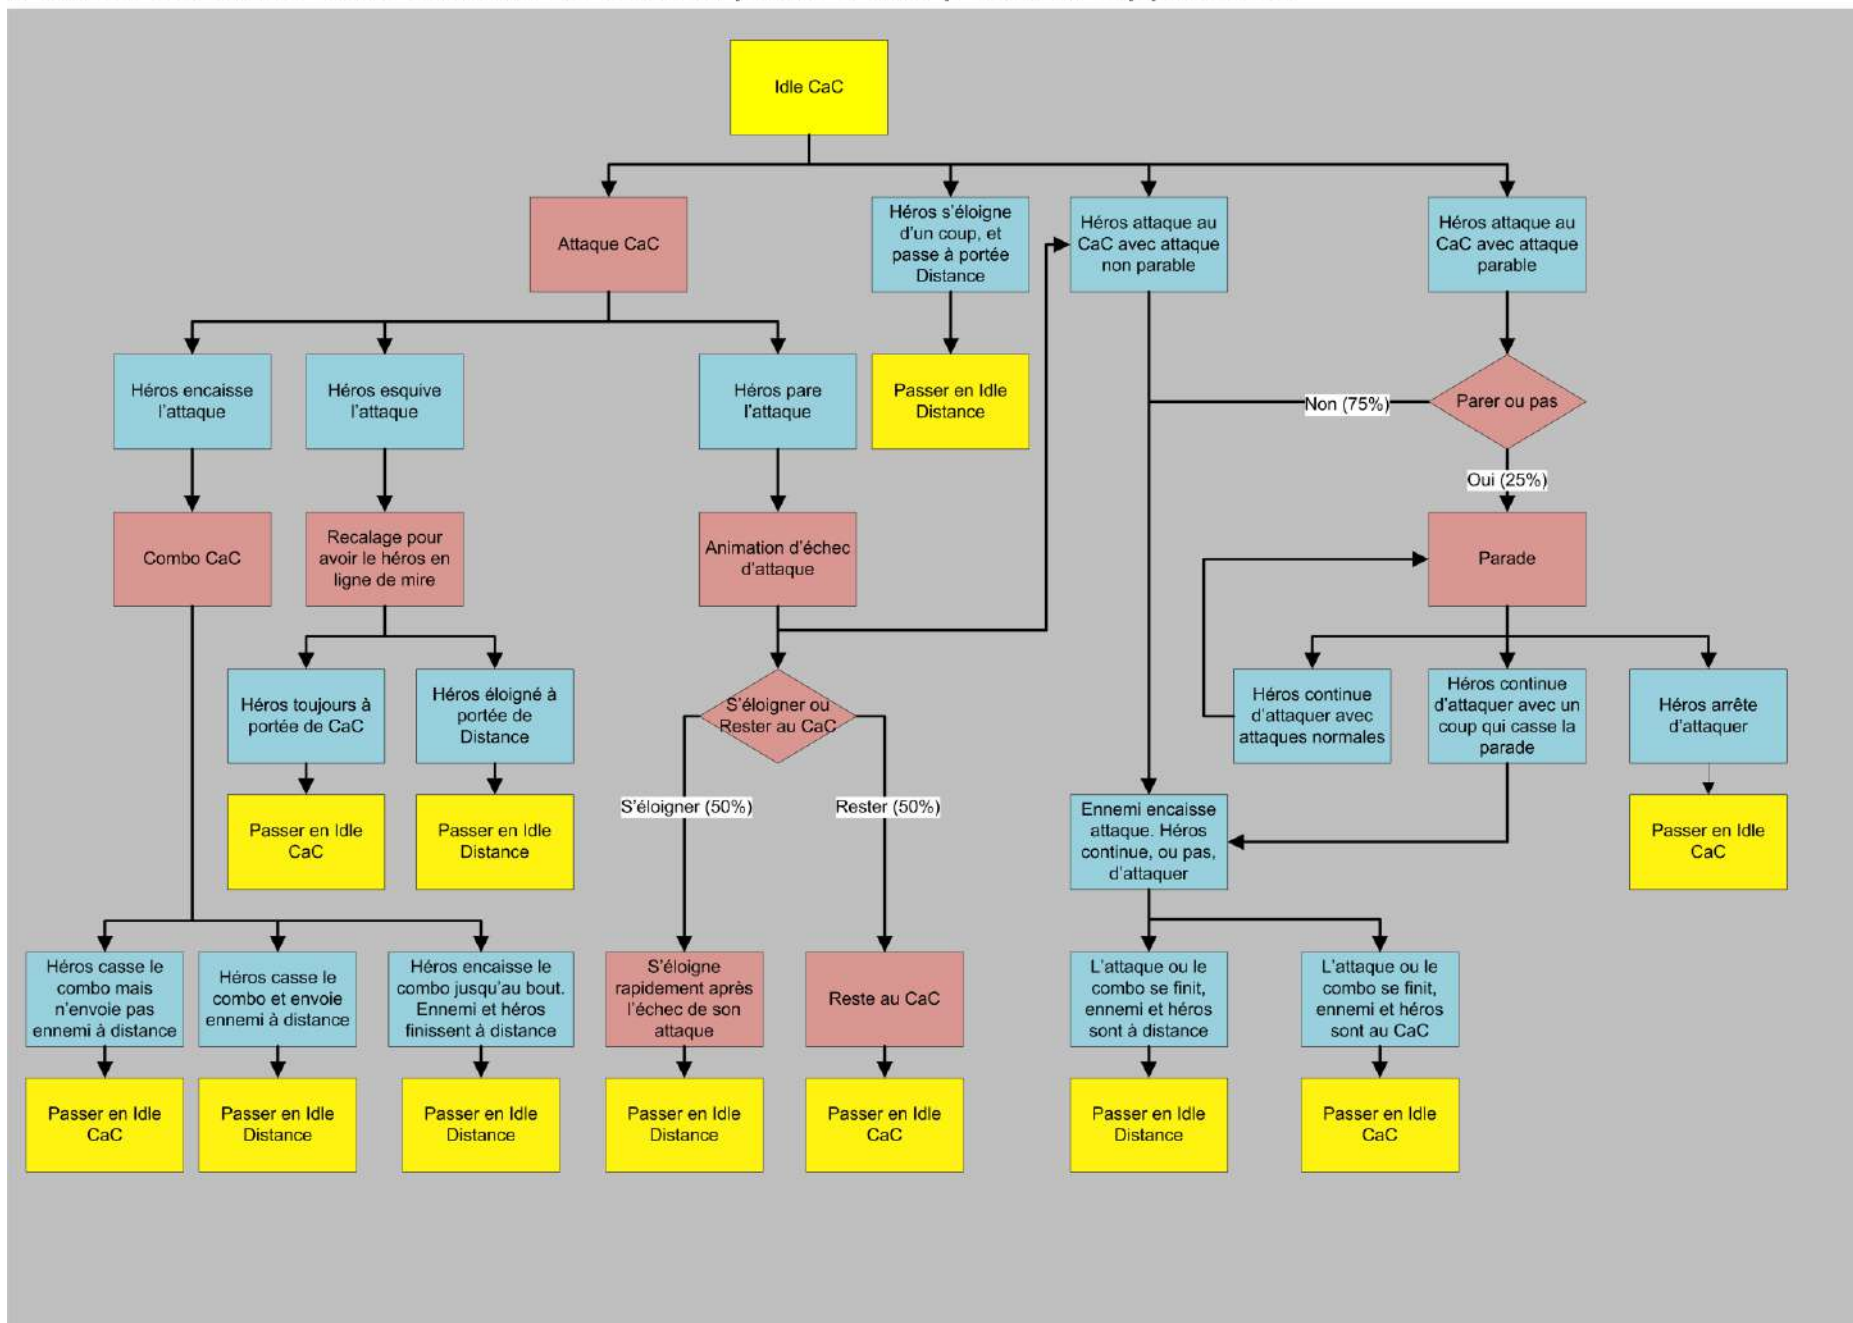 Idle CaC
Attaque CaC
Héros s'éloigne
d'un coup, et
passe à portée
Distance
Héros attaque au
CaC avec attaque
non parable
Héros attaque au
CaC avec attaque
parable
Héros encaisse
l'attaque
Héros esquive
l'attaque
Héros pare
l'attaque
Passer en Idle
Distance
Non (75%)
Parer ou pas
Oui (25%)
Combo CaC
Recalage pour
avoir le héros en
ligne de mire
Animation d'échec
d'attaque
Parade
Héros toujours à
portée de CaC
Héros éloigné à
portée de
Distance
S'éloigner ou
Rester au CaC
Héros continue
d'attaquer avec
attaques normales
Héros continue
d'attaquer avec un
coup qui casse la
parade
Héros arrête
d'attaquer
Passer en Idle
CaC
Passer en Idle
Distance
S'éloigner (50%)
Rester (50%)
Ennemi encaisse
attaque. Héros
continue, ou pas,
d'attaquer
Passer en Idle
CaC
Héros casse le
combo mais
n'envoie pas
ennemi à distance
Héros casse le
combo et envoie
ennemi à distance
Héros encaisse le
combo jusqu'au bout.
Ennemi et héros
finissent à distance
S'éloigne
rapidement après
l'échec de son
attaque
Reste au CaC
L'attaque ou le
combo se finit,
ennemi et héros
sont à distance
L'attaque ou le
combo se finit,
ennemi et héros
sont au CaC
Passer en Idle
CaC
Passer en Idle
Distance
Passer en Idle
Distance
Passer en Idle
Distance
Passer en Idle
CaC
Passer en Idle
Distance
Passer en Idle
CaC